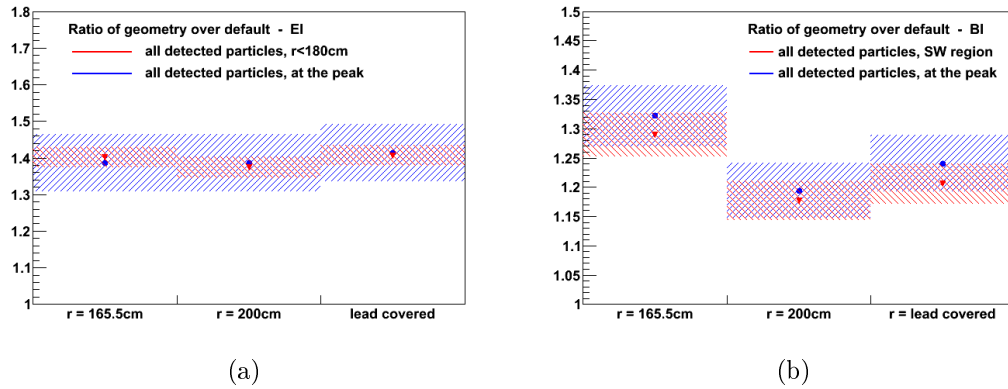 Ratio of geometry over default - EI
all detected particles, r<180cm
all detected particles, at the peak
1.8
1.7
1.6
1.5
1.4
1.3
1.2
1.1
1
r = 165.5cm
r = 200cm
lead covered
(a)
Ratio of geometry over default - BI
all detected particles, SW region
all detected particles, at the peak
1.5
1.45
1.4
1.35
1.3
1.25
1.2
1.15
1.1
1.05
1
r = 165.5cm
r = 200cm
r = lead covered
(b)